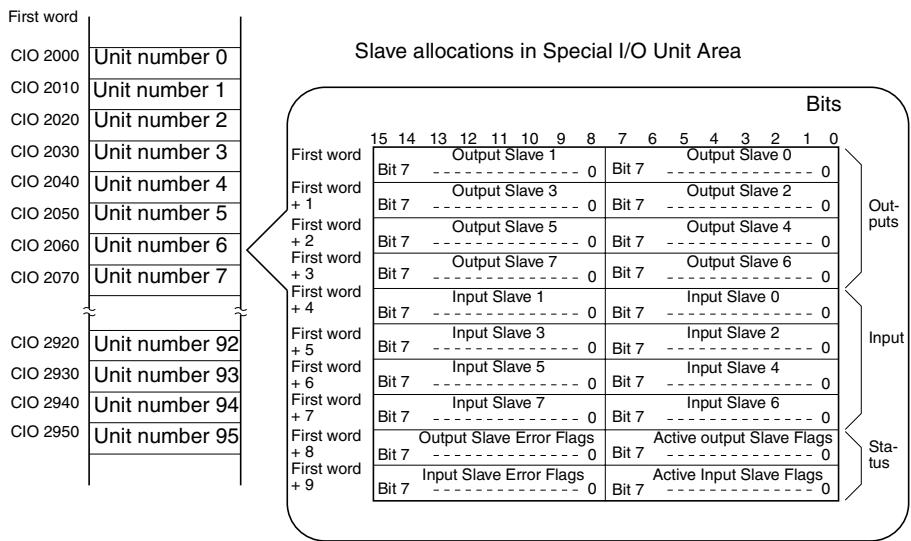 First word
CIO 2000 Unit number 0
CIO 2010 Unit number 1
CIO 2020 Unit number 2
CIO 2030 Unit number 3
CIO 2040 Unit number 4
CIO 2050 Unit number 5
CIO 2060 Unit number 6
CIO 2070 Unit number 7
CIO 2920 Unit number 92
CIO 2930 Unit number 93
CIO 2940 Unit number 94
CIO 2950 Unit number 95
Slave allocations in Special I/O Unit Area
Bits
15 14 13 12 11 10 9 8 7 6 5 4 3 2 1 0
First word
Output Slave 1 Output Slave 0
Bit 7 0 Bit 7 0
First word
+ 1
Output Slave 3 Output Slave 2
Bit 7 0 Bit 7 0
First word
+ 2
Output Slave 5 Output Slave 4
Bit 7 0 Bit 7 0
First word
+ 3
Output Slave 7 Output Slave 6
Bit 7 0 Bit 7 0
Out-
puts
First word
+ 4
Input Slave 1 Input Slave 0
Bit 7 0 Bit 7 0
First word
+ 5
Input Slave 3 Input Slave 2
Bit 7 0 Bit 7 0
First word
+ 6
Input Slave 5 Input Slave 4
Bit 7 0 Bit 7 0
First word
+ 7
Input Slave 7 Input Slave 6
Bit 7 0 Bit 7 0
Input
First word
+ 8
Output Slave Error Flags Active output Slave Flags
Bit 7 0 Bit 7 0
First word
+ 9
Input Slave Error Flags Active Input Slave Flags
Bit 7 0 Bit 7 0
Sta-
tus